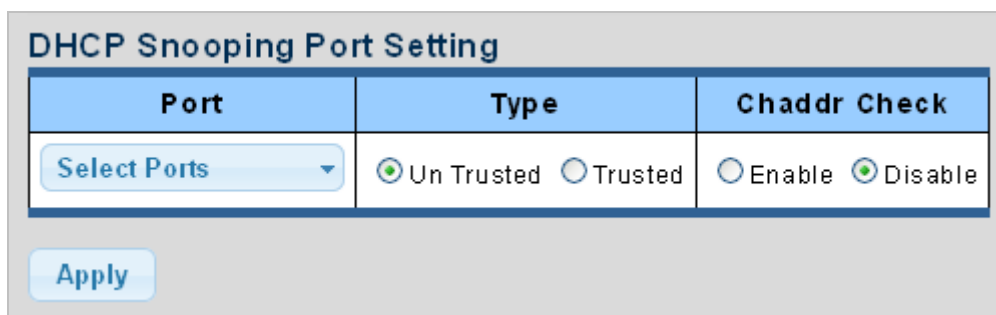 DHCP Snooping Port Setting
Port Type Chaddr Check
Select Ports Un Trusted Trusted Enable Disable
Apply